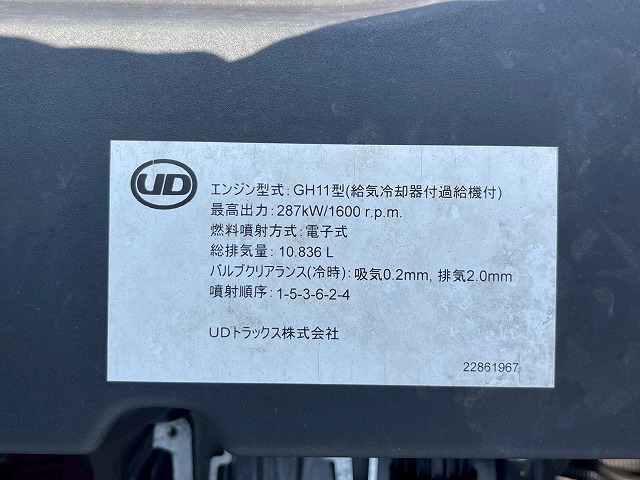 UD
エンジン型式:GH11型(給気冷却器付過給機付)
最高出力:287kW/1600 r.p.m.
燃料噴射方式:電子式
総排気量:10.836 L
バルブクリアランス(冷時):吸気0.2mm, 排気2.0mm
噴射順序:1-5-3-6-2-4
UDトラックス株式会社
22861967